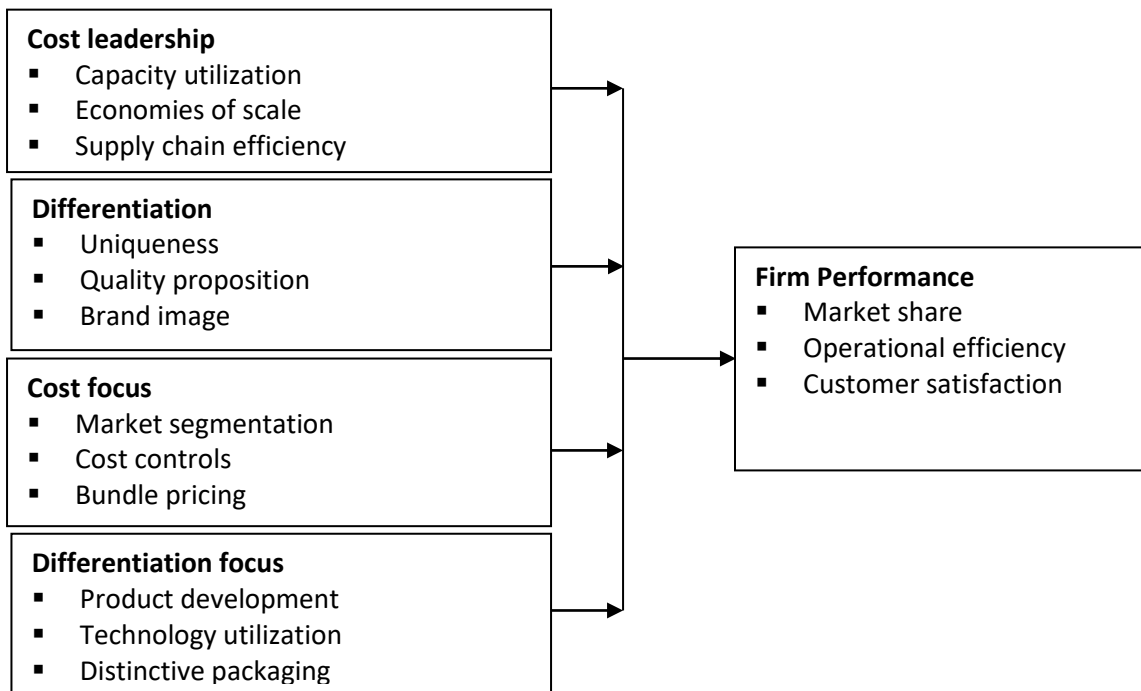 Cost leadership
▪ Capacity utilization
▪ Economies of scale
▪ Supply chain efficiency
Differentiation
▪ Uniqueness
▪ Quality proposition
▪ Brand image
Cost focus
▪ Market segmentation
▪ Cost controls
▪ Bundle pricing
Differentiation focus
▪ Product development
▪ Technology utilization
▪ Distinctive packaging
Firm Performance
▪ Market share
▪ Operational efficiency
▪ Customer satisfaction